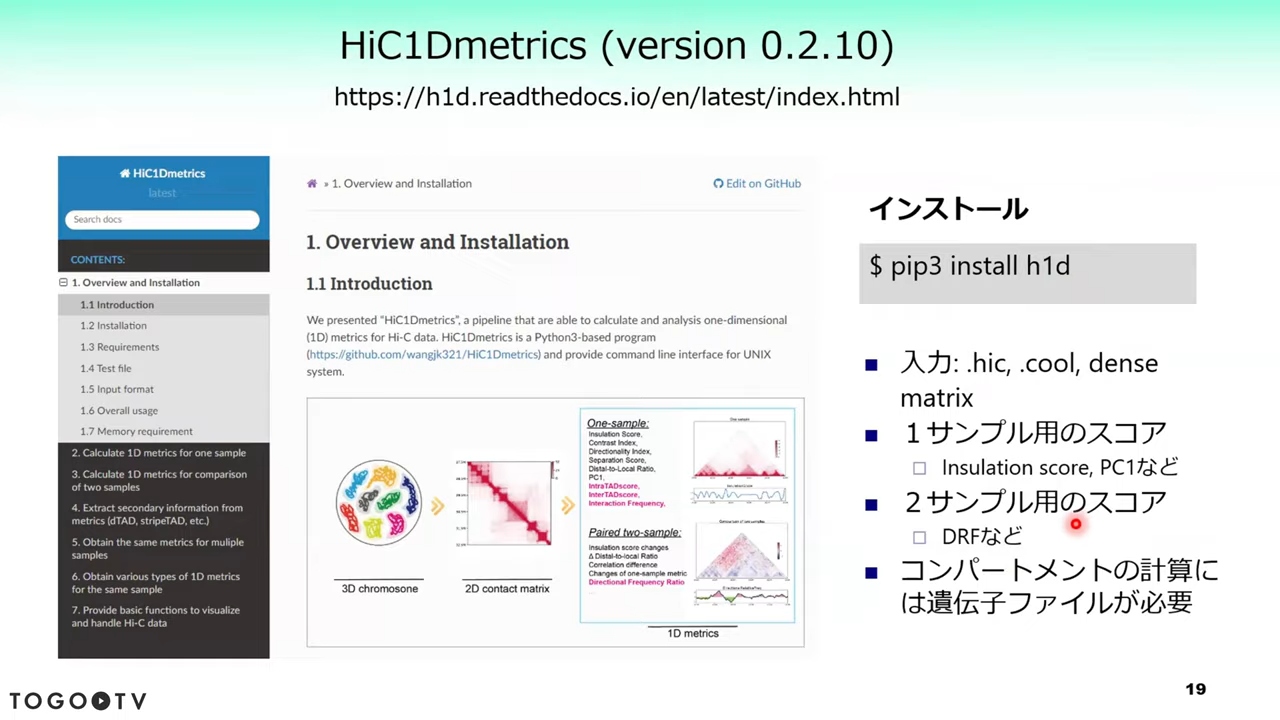 HiC1Dmetrics (version 0.2.10)
https://h1d.readthedocs.io/en/latest/index.html
HiC1Dmetrics
latest
Search docs
CONTENTS:
1. Overview and Installation
1.1 Introduction
1.2 Installation
1.3 Requirements
1.4 Test file
1.5 Input format
1.6 Overall usage
1.7 Memory requirement
2. Calculate 1D metrics for one sample
3. Calculate 1D metrics for comparison
of two samples
4. Extract secondary information from
metrics (dTAD, stripeTAD, etc.)
5. Obtain the same metrics for muliple
samples
6. Obtain various types of 1D metrics
for the same sample
7. Provide basic functions to visualize
and handle Hi-C data
» 1. Overview and Installation
Edit on GitHub
1. Overview and Installation
1.1 Introduction
We presented “HiC1Dmetrics”, a pipeline that are able to calculate and analysis one-dimensional
(1D) metrics for Hi-C data. HiC1Dmetrics is a Python3-based program
(https://github.com/wangjk321/HiC1Dmetrics) and provide command line interface for UNIX
system.
3D chromosone
2D contact matrix
One-sample:
Insulation Score,
Contrast Index,
Directionality Index,
Separation Score,
Distal-to-Local Ratio,
PC1,
IntraTADscore,
InterTADscore,
Interaction Frequency,
Paired two-sample:
Insulation score changes
Δ Distal-to-local Ratio
Correlation difference
Changes of one-sample metric
Directional Frequency Ratio
1D metrics
インストール
$ pip3 install h1d
入力: .hic, .cool, dense
matrix
１サンプル用のスコア
Insulation score, PC1など
２サンプル用のスコア
DRFなど
コンパートメントの計算に
は遺伝子ファイルが必要
TOGO TV
19